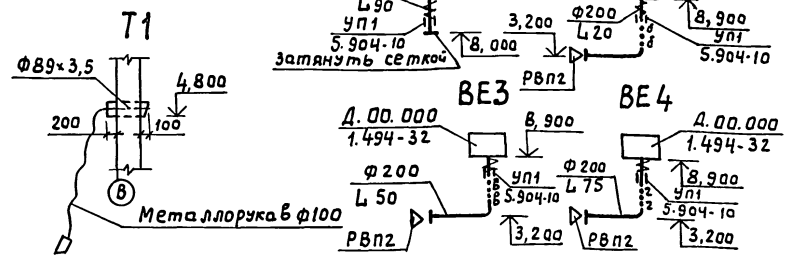 Т1
Ф89×3,5
4,800
200
100
В
Металлорукав ф100
L90
УП1
5.904-10
8,000
Затянуть сеткой
3,200
РВП2
Ф200
L20
б
б
8,900
УП1
5.904-10
ВЕ3
Д.00.000
1.494-32
8,900
Ф200
L50
в
в
в
УП1
5.904-10
3,200
РВП2
ВЕ4
Д.00.000
1.494-32
Ф200
L75
г
г
8,900
УП1
5.904-10
3,200
РВП2